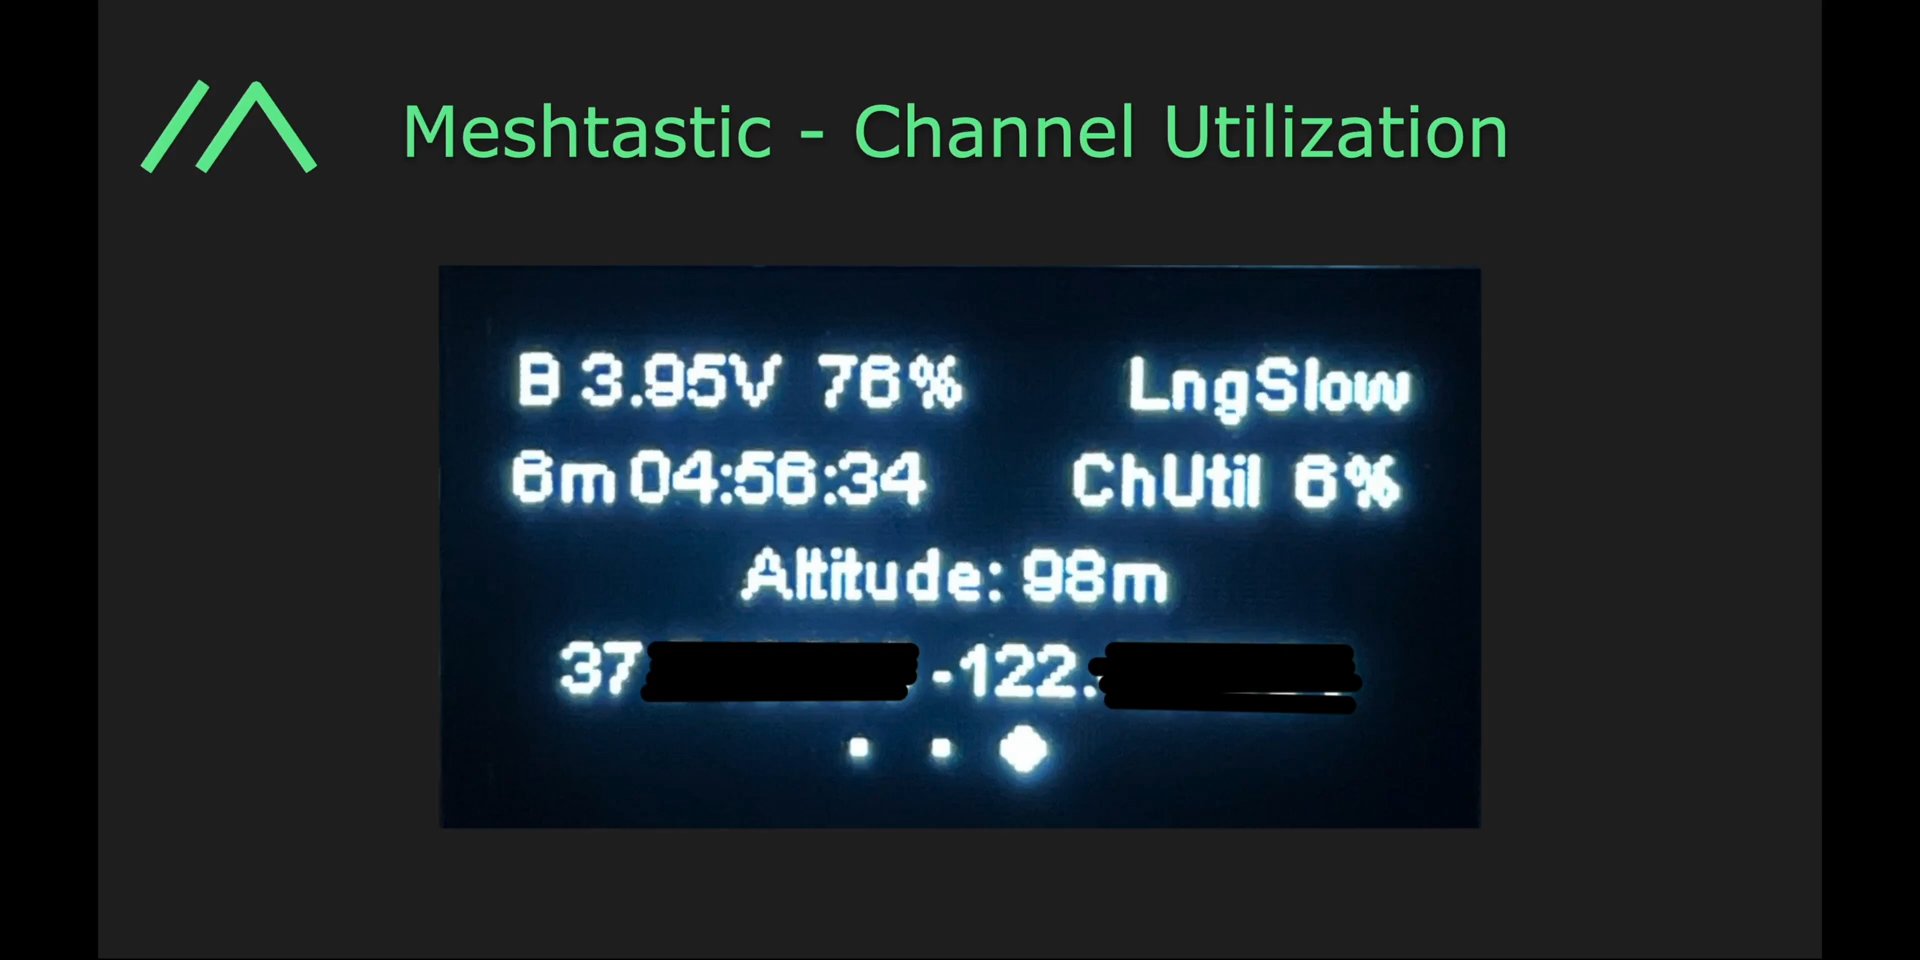 Meshtastic - Channel Utilization
B 3.95V 76% LngSlow
6m 04:56:34 ChUtil 6%
Altitude: 98m
37 -122.